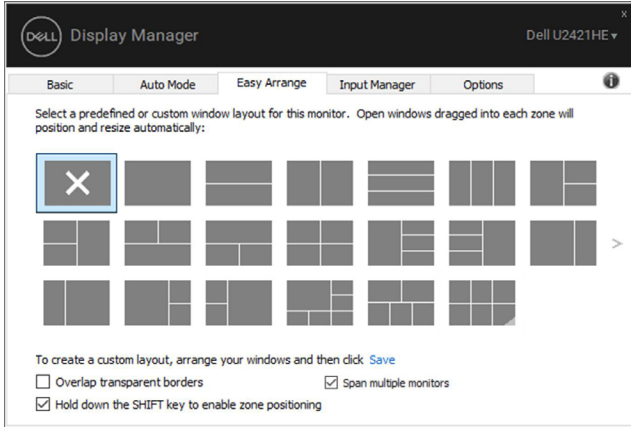 x
DELL Display Manager
Dell U2421HE
Basic Auto Mode Easy Arrange Input Manager Options
Select a predefined or custom window layout for this monitor. Open windows dragged into each zone will
position and resize automatically:
To create a custom layout, arrange your windows and then click Save
Overlap transparent borders
Span multiple monitors
Hold down the SHIFT key to enable zone positioning